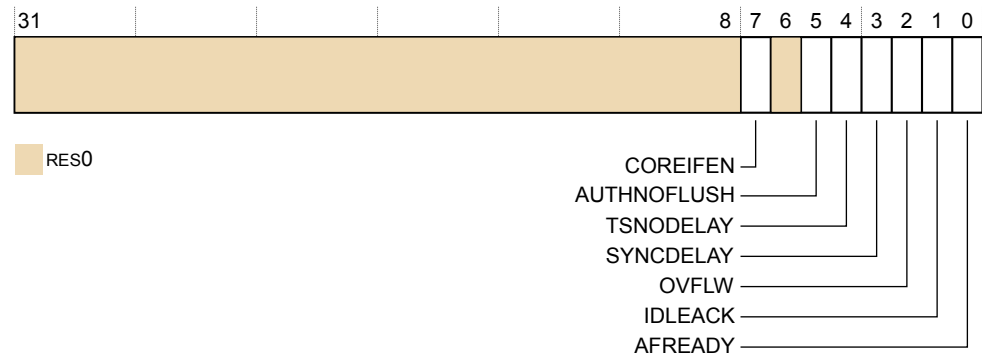 31 8 7 6 5 4 3 2 1 0
RES0
COREIFEN
AUTHNOFLUSH
TSNODELAY
SYNCDELAY
OVFLW
IDLEACK
AFREADY